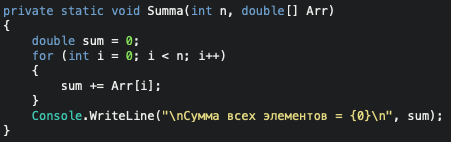 private static void Summa(int n, double[] Arr)
{
    double sum = 0;
    for (int i = 0; i < n; i++)
    {
        sum += Arr[i];
    }
    Console.WriteLine("\nСумма всех элементов = {0}\n", sum);
}